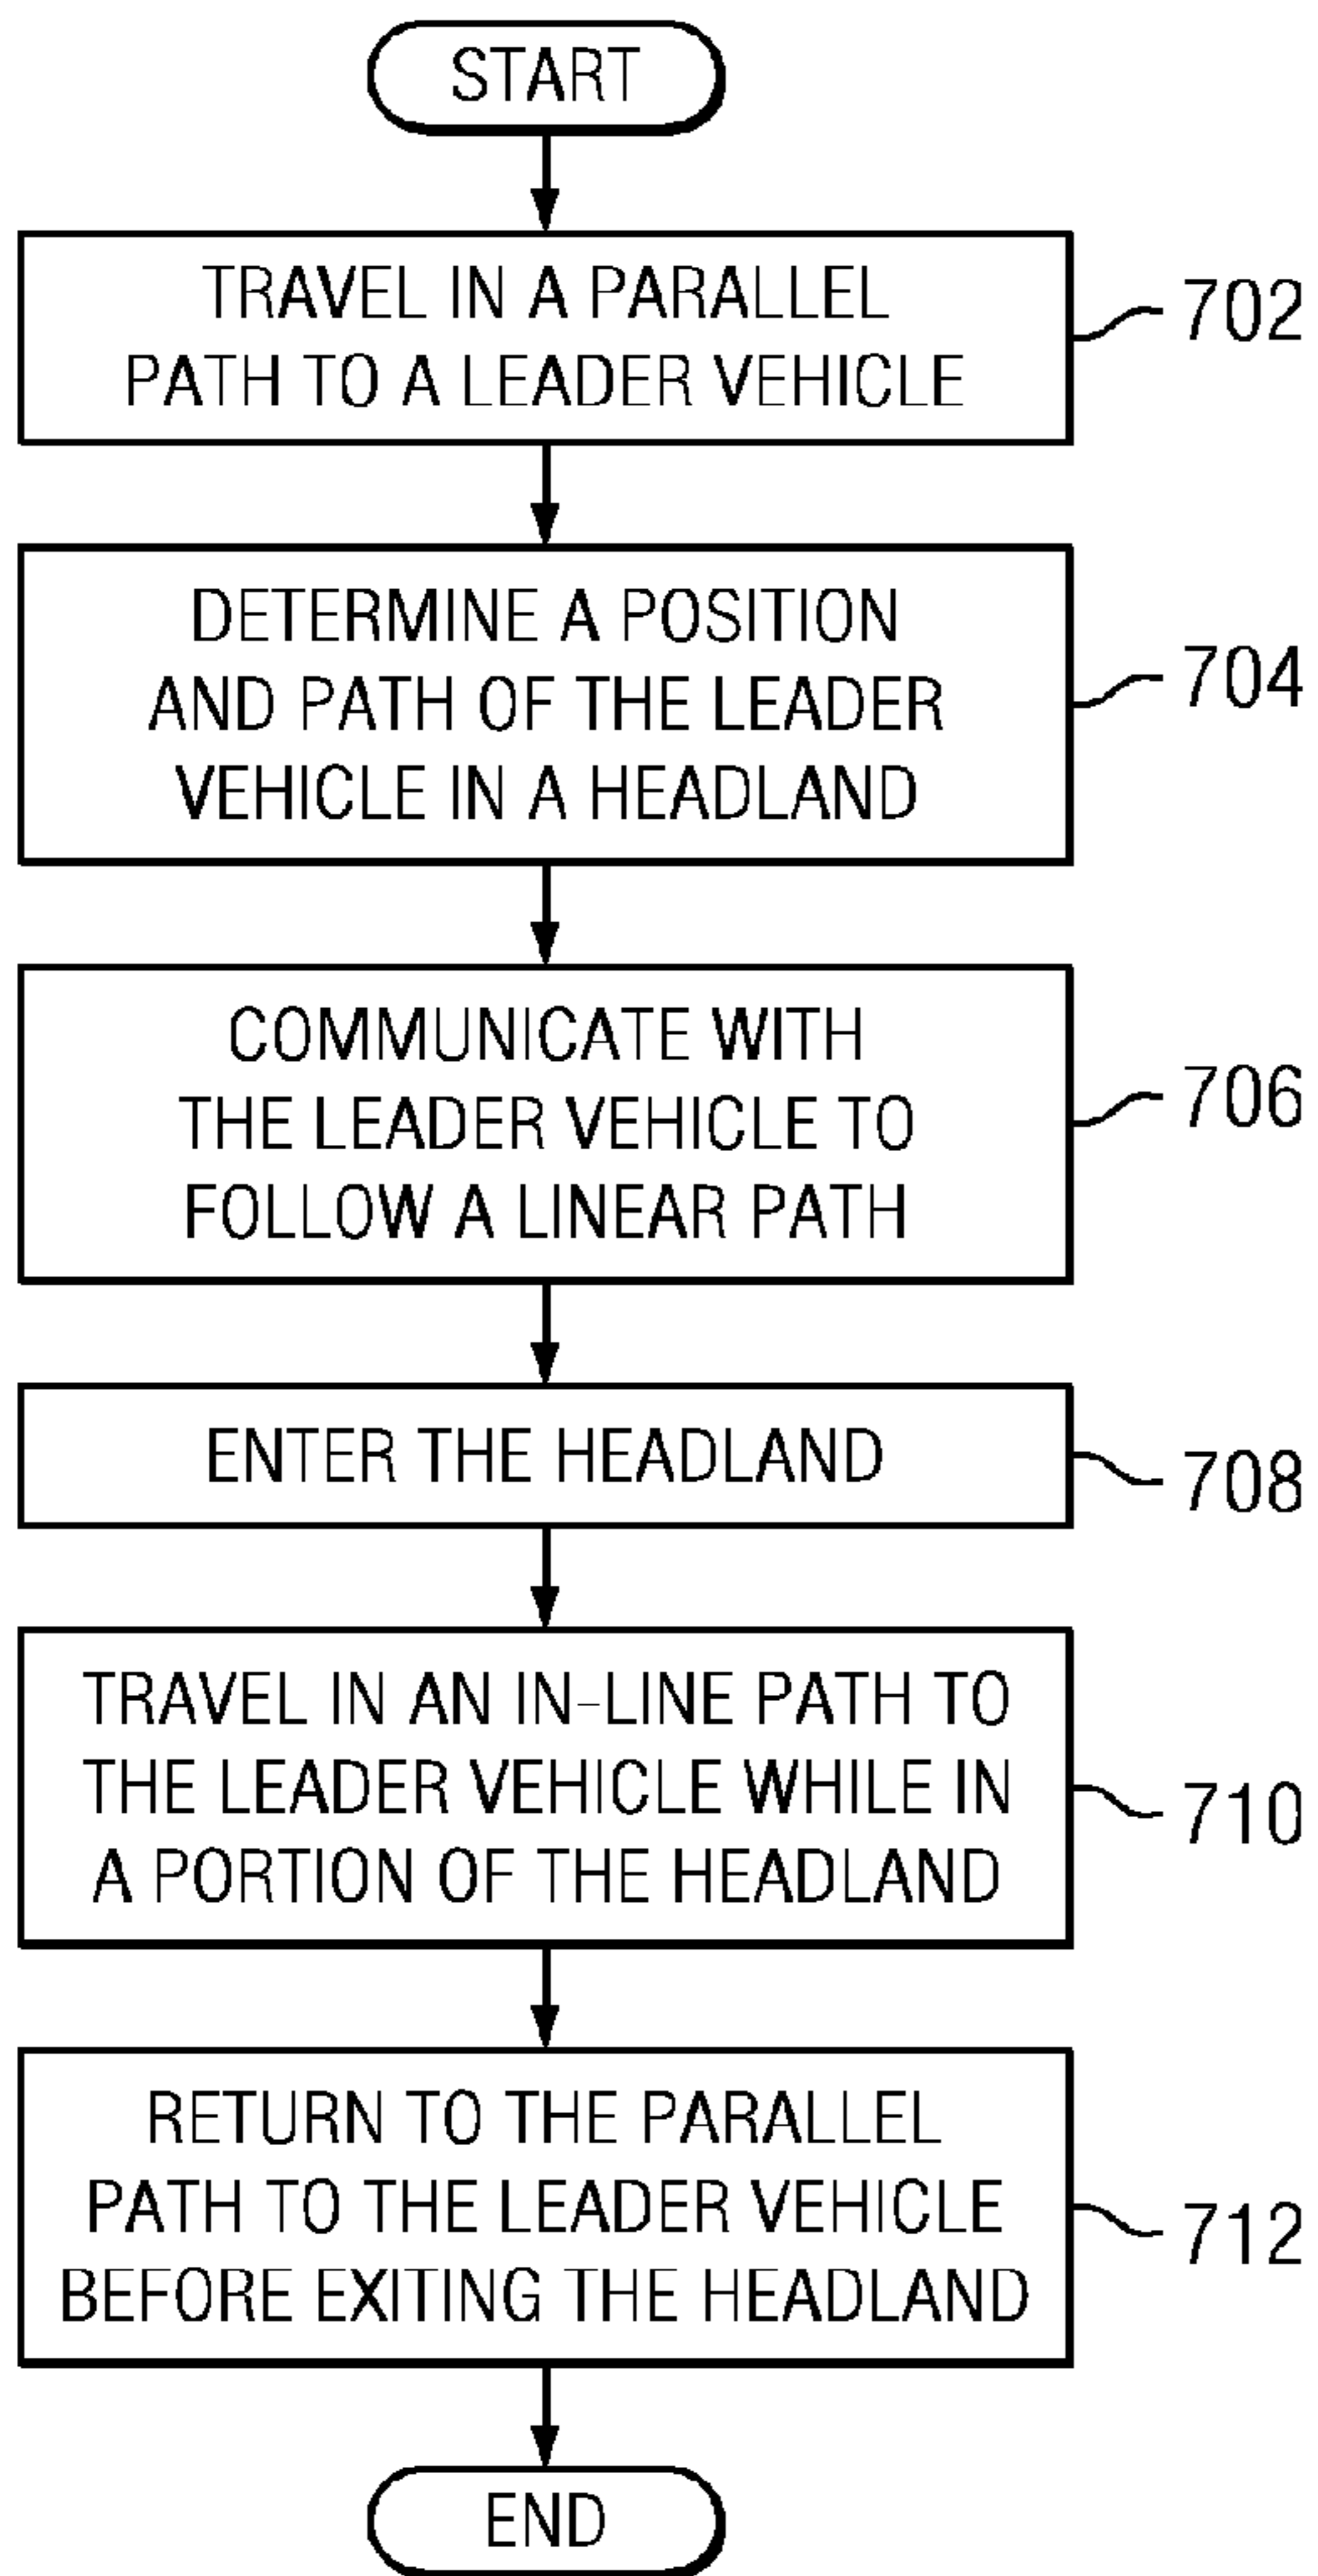 START
TRAVEL IN A PARALLEL
PATH TO A LEADER VEHICLE
702
DETERMINE A POSITION
AND PATH OF THE LEADER
VEHICLE IN A HEADLAND
704
COMMUNICATE WITH
THE LEADER VEHICLE TO
FOLLOW A LINEAR PATH
706
ENTER THE HEADLAND
708
TRAVEL IN AN IN-LINE PATH TO
THE LEADER VEHICLE WHILE IN
A PORTION OF THE HEADLAND
710
RETURN TO THE PARALLEL
PATH TO THE LEADER VEHICLE
BEFORE EXITING THE HEADLAND
712
END